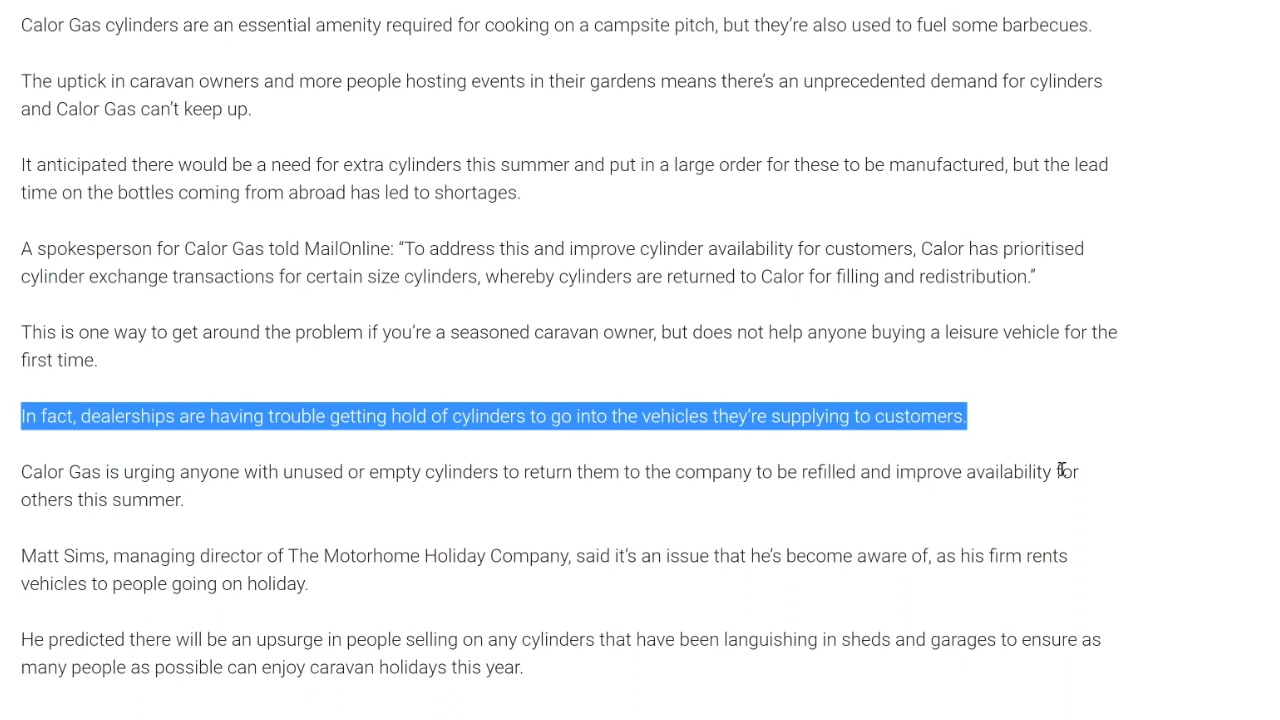 Calor Gas cylinders are an essential amenity required for cooking on a campsite pitch, but they’re also used to fuel some barbecues.
The uptick in caravan owners and more people hosting events in their gardens means there’s an unprecedented demand for cylinders
and Calor Gas can’t keep up.
It anticipated there would be a need for extra cylinders this summer and put in a large order for these to be manufactured, but the lead
time on the bottles coming from abroad has led to shortages.
A spokesperson for Calor Gas told MailOnline: “To address this and improve cylinder availability for customers, Calor has prioritised
cylinder exchange transactions for certain size cylinders, whereby cylinders are returned to Calor for filling and redistribution.”
This is one way to get around the problem if you’re a seasoned caravan owner, but does not help anyone buying a leisure vehicle for the
first time.
In fact, dealerships are having trouble getting hold of cylinders to go into the vehicles they’re supplying to customers.
Calor Gas is urging anyone with unused or empty cylinders to return them to the company to be refilled and improve availability for
others this summer.
Matt Sims, managing director of The Motorhome Holiday Company, said it’s an issue that he’s become aware of, as his firm rents
vehicles to people going on holiday.
He predicted there will be an upsurge in people selling on any cylinders that have been languishing in sheds and garages to ensure as
many people as possible can enjoy caravan holidays this year.